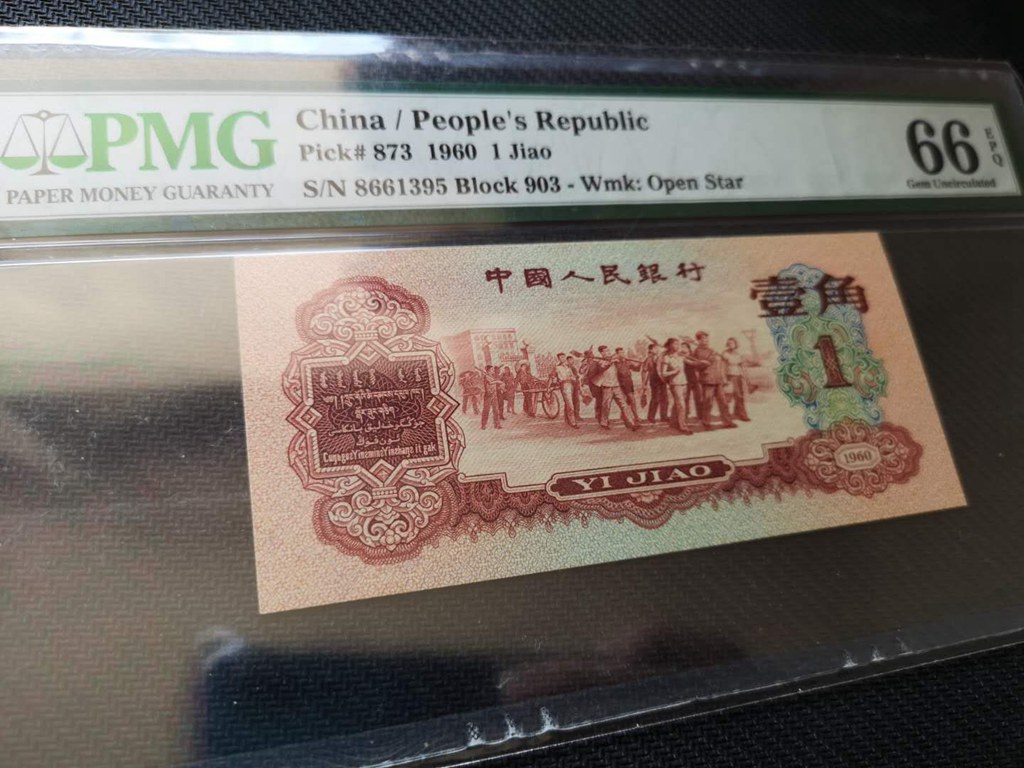 PMG
PAPER MONEY GUARANTY
China / People's Republic
Pick# 873 1960 1 Jiao
S/N 8661395 Block 903 - Wmk: Open Star
66 EPQ
Gem Uncirculated
中國人民銀行
壹角
1
YI JIAO
1960